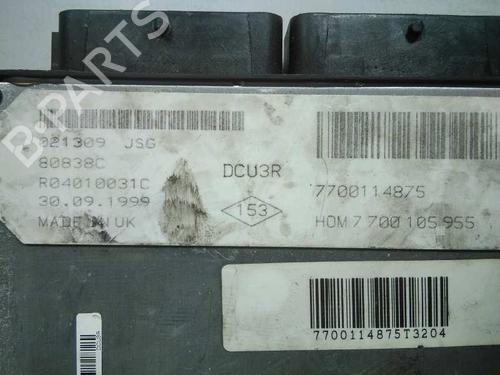 B-PARTS
021309 JSG
80838C
R04010031C
30.09.1999
MADE IN UK
DCU3R
153
7700114875
HOM 7 700 105 955
7700114875T3204